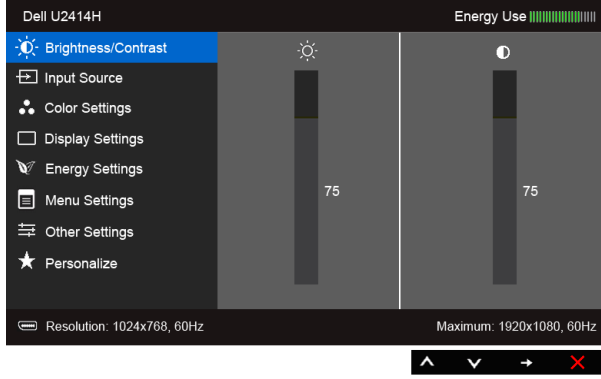 Dell U2414H
Energy Use
Brightness/Contrast
Input Source
Color Settings
Display Settings
Energy Settings
Menu Settings
Other Settings
Personalize
75
75
Resolution: 1024x768, 60Hz
Maximum: 1920x1080, 60Hz